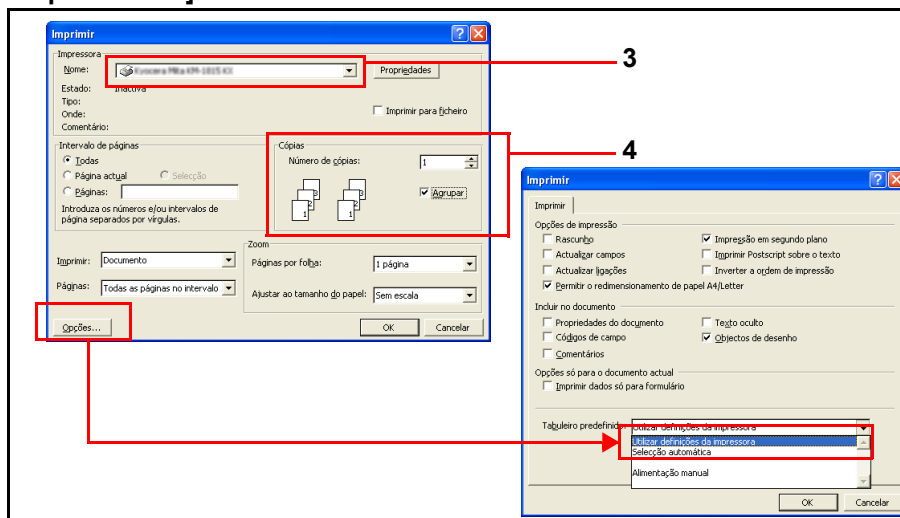 Imprimir
Impressora
Nome:
Propriedades
Estado: Inactiva
Tipo:
Onde:
Imprimir para ficheiro
Comentário:
3
Intervalo de páginas
Todas
Página actual
Selecção
Páginas:
Introduza os números e/ou intervalos de
página separados por vírgulas.
Cópias
Número de cópias:
1
Agrupar
4
Imprimir:
Documento
Páginas:
Todas as páginas no intervalo
Zoom
Páginas por folha:
1 página
Ajustar ao tamanho do papel:
Sem escala
Opções...
OK
Cancelar
Imprimir
Imprimir
Opções de impressão
Rascunho
Impressão em segundo plano
Actualizar campos
Imprimir Postscript sobre o texto
Actualizar ligações
Inverter a ordem de impressão
Permitir o redimensionamento de papel A4/Letter
Incluir no documento
Propriedades do documento
Texto oculto
Códigos de campo
Objectos de desenho
Comentários
Opções só para o documento actual
Imprimir dados só para formulário
Tabuleiro predefinido:
Utilizar definições da impressora
Utilizar definições da impressora
Selecção automática
Alimentação manual
OK
Cancelar